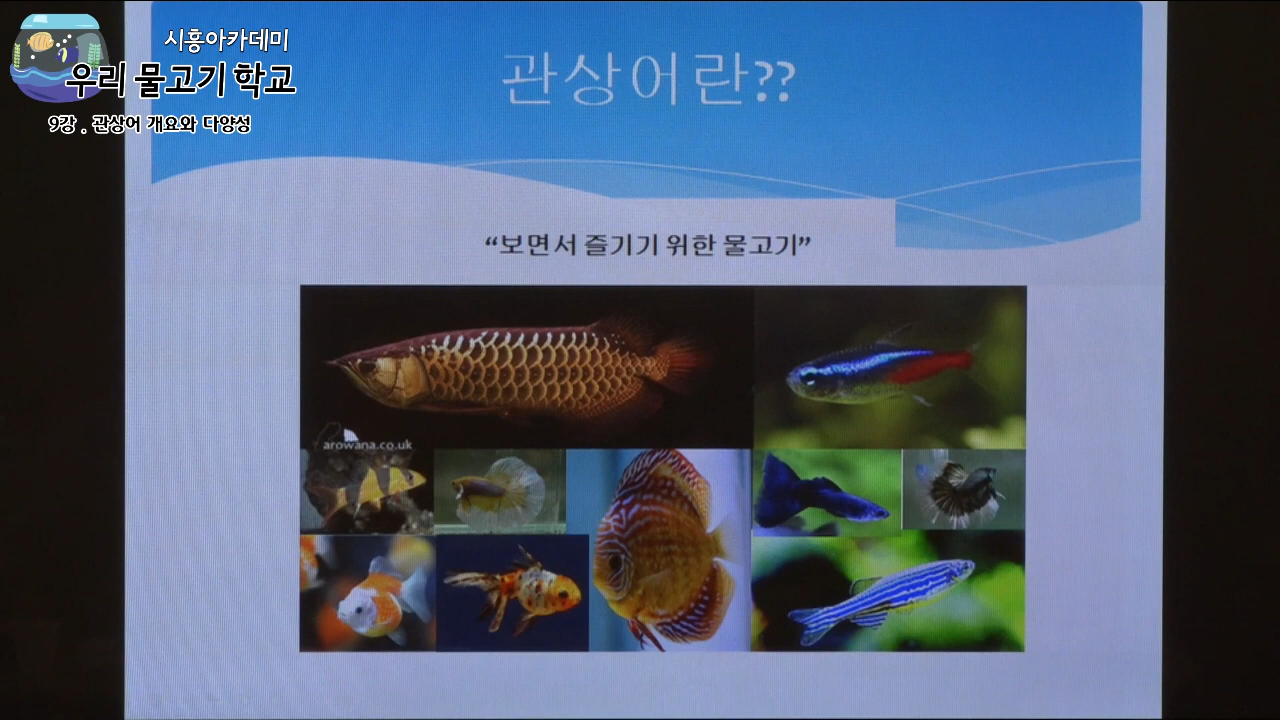 시흥아카데미
우리 물고기 학교
9강 . 관상어 개요와 다양성
관상어란??
“보면서 즐기기 위한 물고기”
arowana.co.uk